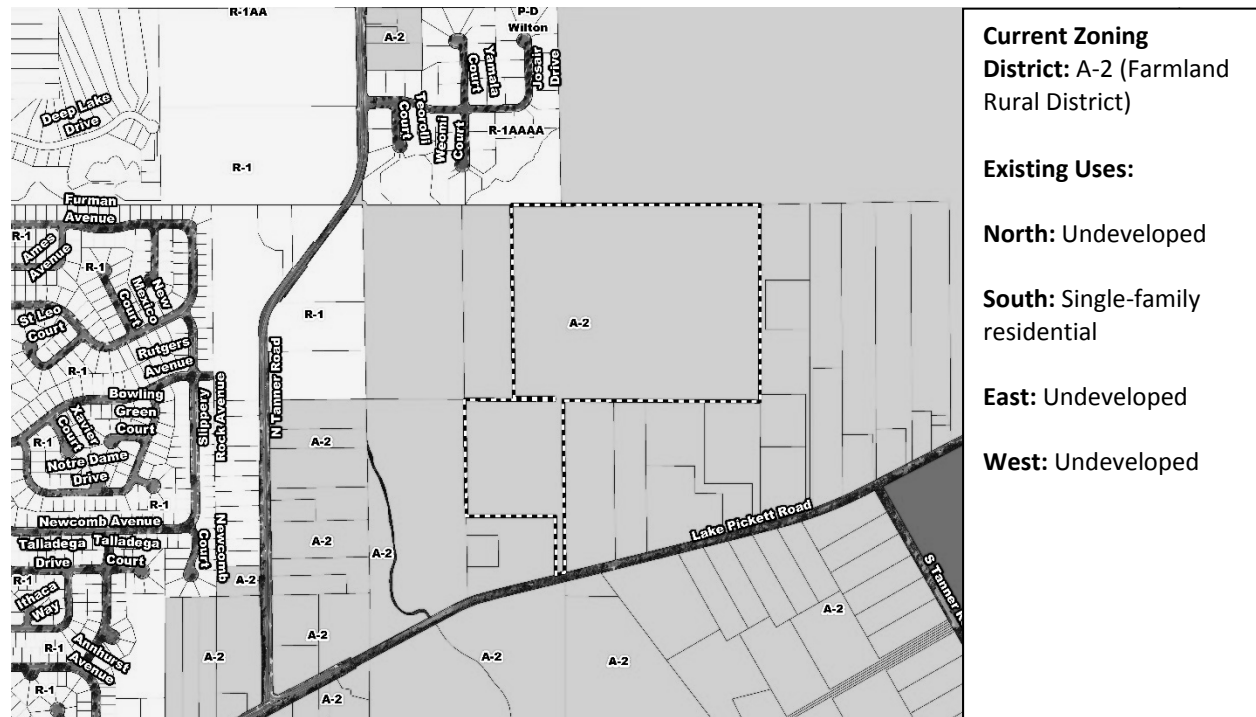 R-1AA
P-D
Wilton
A-2
Yamala
Court
Josair
Drive
Deep Lake
Drive
Teorolli
Court
Weomi
Court
R-1AAAA
R-1
Furman
Avenue
R-1
Ames
Avenue
R-1
New
Mexico
Court
St Leo
Court
R-1
A-2
Rutgers
Avenue
R-1
N Tanner Road
Bowling
Green
Court
Slippery
Rock Avenue
Xavier
Court
R-1
A-2
Notre Dame
Drive
R-1
Newcomb Avenue
Newcomb
Court
Talladega
Drive
Talladega
Court
A-2
A-2
Lake Pickett Road
R-1
A-2
Ithaca
Way
S Tanner R
A-2
R-1
Annhurst
Avenue
A-2
A-2
A-2
A-2
R-1
A-2
Current Zoning
District: A-2 (Farmland
Rural District)
Existing Uses:
North: Undeveloped
South: Single-family
residential
East: Undeveloped
West: Undeveloped